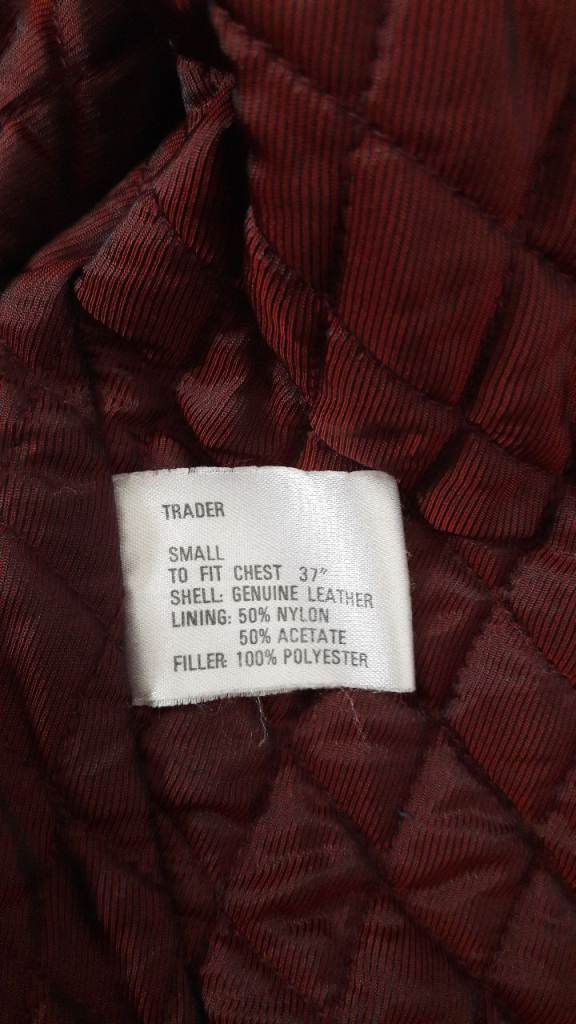 TRADER
SMALL
TO FIT CHEST 37"
SHELL: GENUINE LEATHER
LINING: 50% NYLON
50% ACETATE
FILLER: 100% POLYESTER